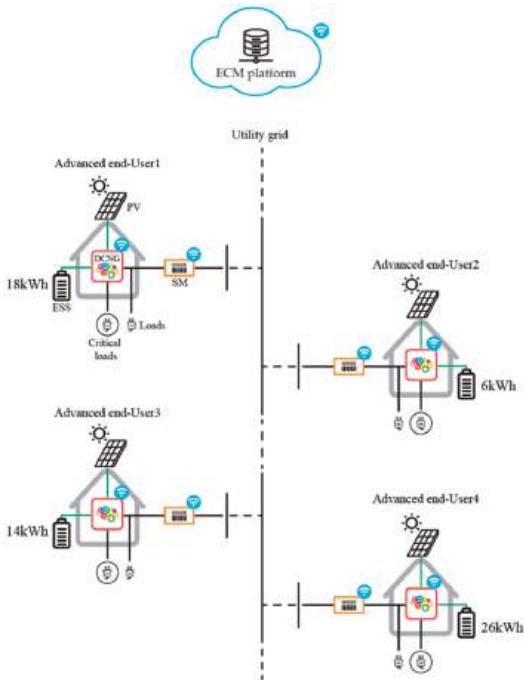 ECM platform
Utility grid
Advanced end-User1
PV
DCNG
18kWh
SM
ESS
Loads
Critical
loads
Advanced end-User2
6kWh
Advanced end-User3
14kWh
Advanced end-User4
26kWh